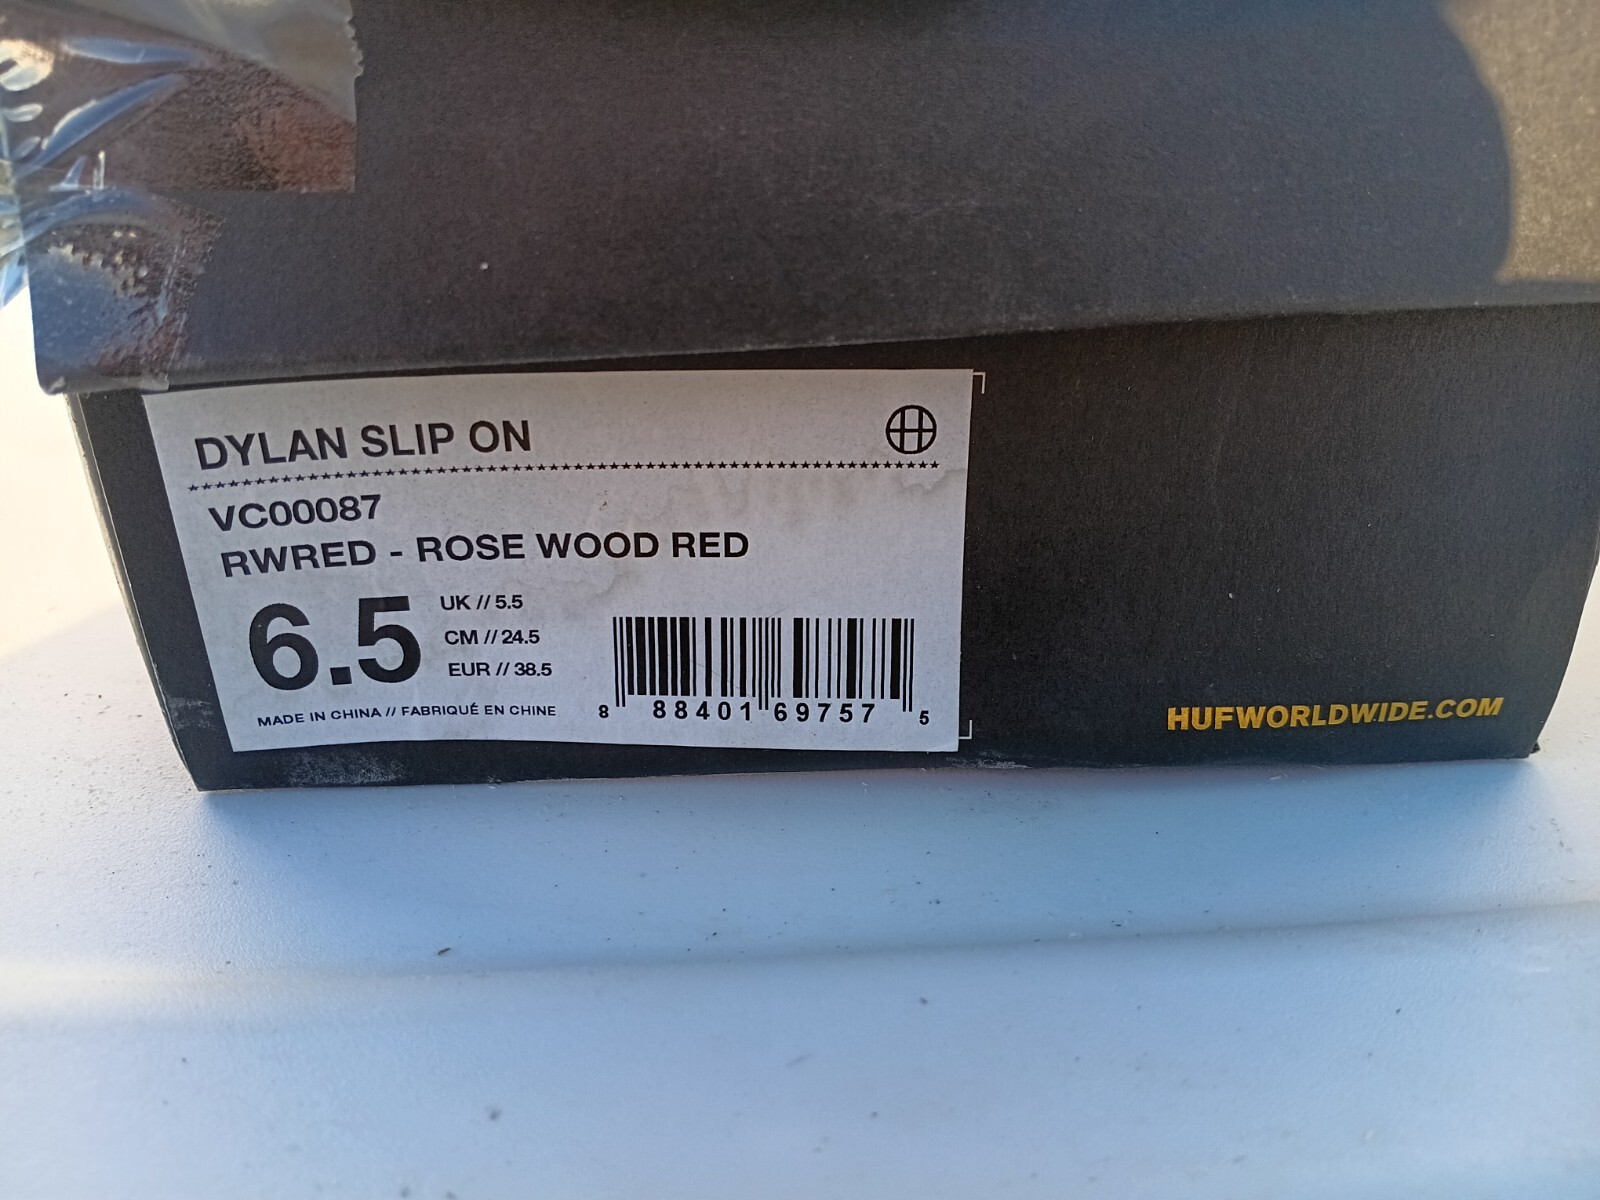 DYLAN SLIP ON
VC00087
RWRED - ROSE WOOD RED
6.5
UK // 5.5
CM // 24.5
EUR // 38.5
MADE IN CHINA // FABRIQUÉ EN CHINE
8 88401 69757 5
HUFWORLDWIDE.COM